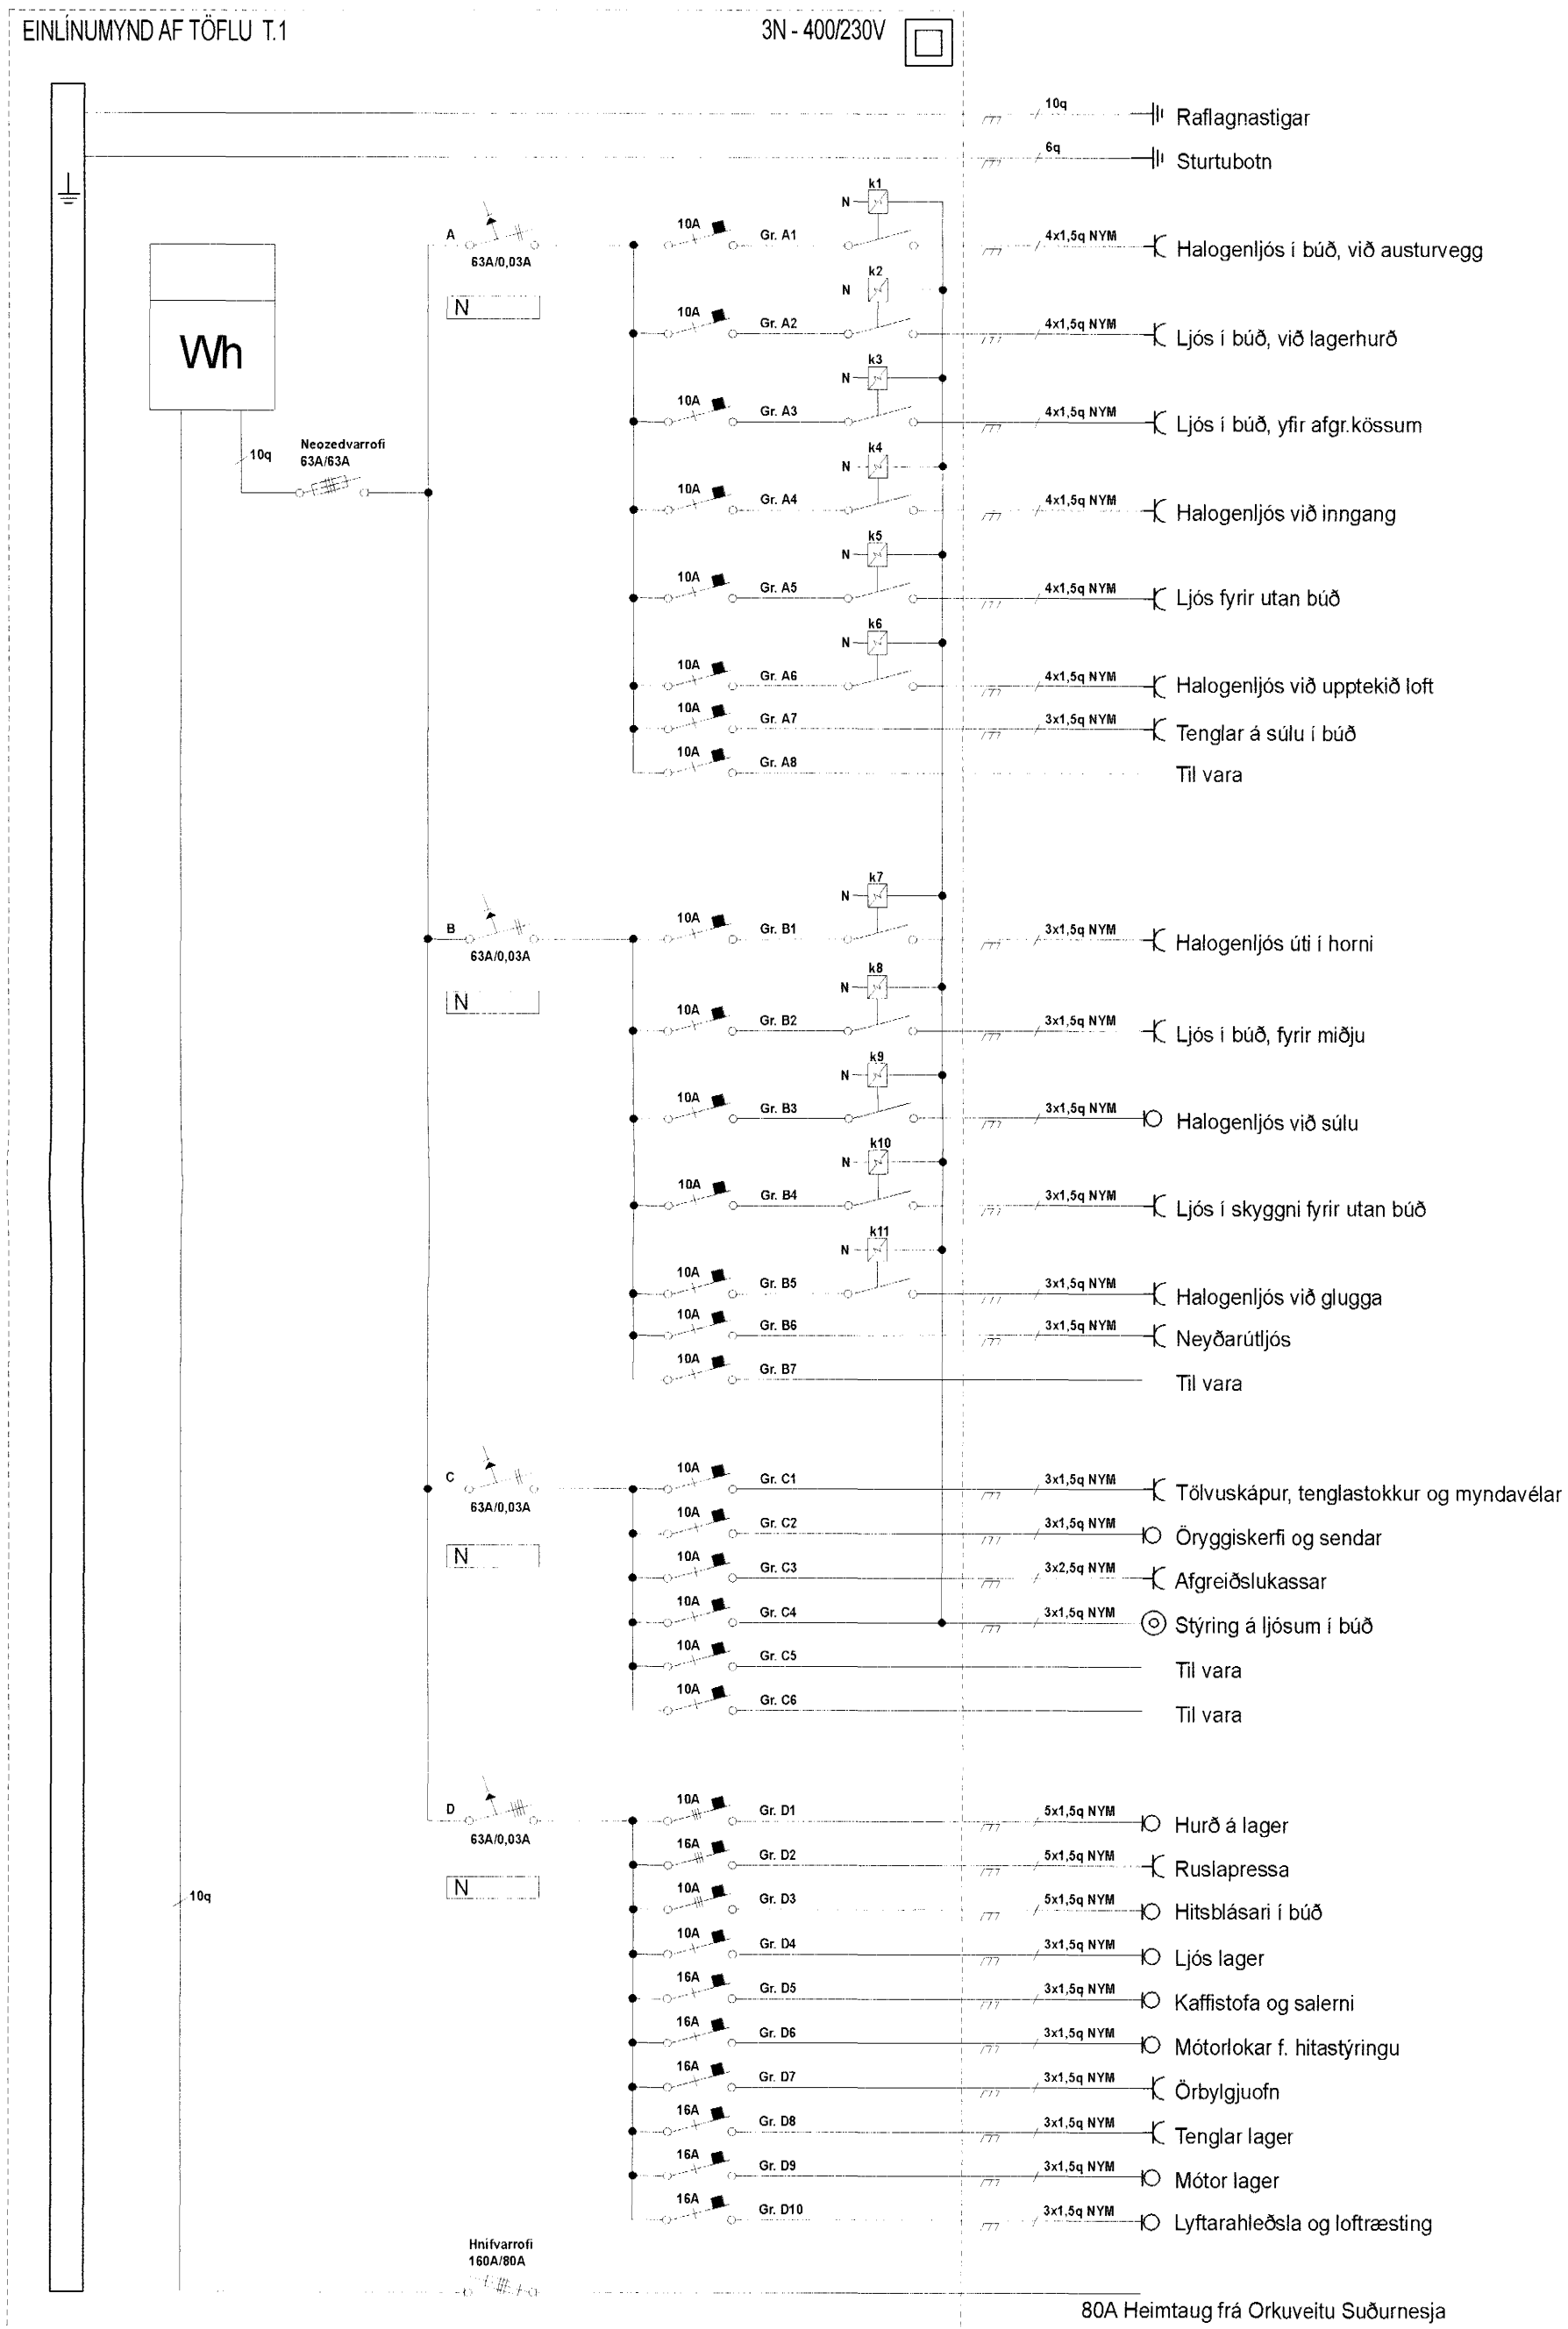 EINLÍNUMYND AF TÖFLU T.1 3N - 400/230V
10q Raflagnastigar
6q Sturtubotn
k1
N
A 10A Gr. A1 4x1,5q NYM Halogenljós í búð, við austurvegg
63A/0,03A
k2
N
N
10A Gr. A2 4x1,5q NYM Ljós í búð, við lagerhurð
Wh
k3
N
10A Gr. A3 4x1,5q NYM Ljós í búð, yfir afgr.kössum
Neozedvarrofi
63A/63A
10q
k4
N
10A Gr. A4 4x1,5q NYM Halogenljós við inngang
k5
N
10A Gr. A5 4x1,5q NYM Ljós fyrir utan búð
k6
N
10A Gr. A6 4x1,5q NYM Halogenljós við upptekið loft
10A Gr. A7 3x1,5q NYM Tenglar á súlu í búð
10A Gr. A8 Til vara
k7
N
B 10A Gr. B1 3x1,5q NYM Halogenljós úti í horni
63A/0,03A
k8
N
N
10A Gr. B2 3x1,5q NYM Ljós í búð, fyrir miðju
k9
N
10A Gr. B3 3x1,5q NYM Halogenljós við súlu
k10
N
10A Gr. B4 3x1,5q NYM Ljós í skyggni fyrir utan búð
k11
N
10A Gr. B5 3x1,5q NYM Halogenljós við glugga
10A Gr. B6 3x1,5q NYM Neyðarútljós
10A Gr. B7 Til vara
C 10A Gr. C1 3x1,5q NYM Tölvuskápur, tenglastokkur og myndavélar
63A/0,03A
10A Gr. C2 3x1,5q NYM Öryggiskerfi og sendar
N
10A Gr. C3 3x2,5q NYM Afgreiðslukassar
10A Gr. C4 3x1,5q NYM Stýring á ljósum í búð
10A Gr. C5 Til vara
10A Gr. C6 Til vara
D 10A Gr. D1 5x1,5q NYM Hurð á lager
63A/0,03A
16A Gr. D2 5x1,5q NYM Ruslapressa
N
10q
10A Gr. D3 5x1,5q NYM Hitsblásari í búð
10A Gr. D4 3x1,5q NYM Ljós lager
16A Gr. D5 3x1,5q NYM Kaffistofa og salerni
16A Gr. D6 3x1,5q NYM Mótorlokar f. hitastýringu
16A Gr. D7 3x1,5q NYM Örbylgjuofn
16A Gr. D8 3x1,5q NYM Tenglar lager
16A Gr. D9 3x1,5q NYM Mótor lager
16A Gr. D10 3x1,5q NYM Lyftarahleðsla og loftræsting
Hnífvarrofi
160A/80A
80A Heimtaug frá Orkuveitu Suðurnesja